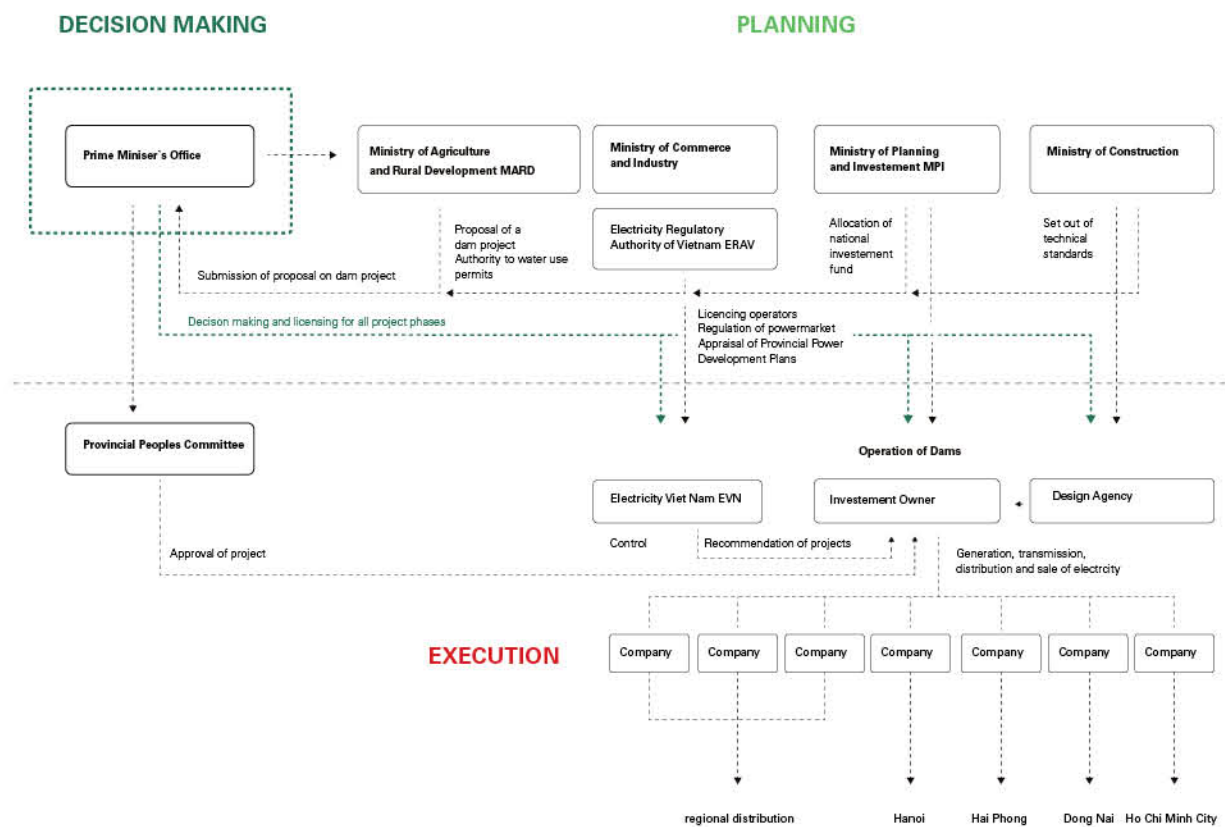 DECISION MAKING
PLANNING
Prime Miniser`s Office
Ministry of Agriculture
and Rural Development MARD
Ministry of Commerce
and Industry
Ministry of Planning
and Investement MPI
Ministry of Construction
Electricity Regulatory
Authority of Vietnam ERAV
Proposal of a
dam project
Authority to water use
permits
Allocation of
national
investement
fund
Set out of
technical
standards
Submission of proposal on dam project
Decison making and licensing for all project phases
Licencing operators
Regulation of powermarket
Appraisal of Provincial Power
Development Plans
Provincial Peoples Committee
Operation of Dams
Electricity Viet Nam EVN
Investement Owner
Design Agency
Control
Recommendation of projects
Approval of project
Generation, transmission,
distribution and sale of electrcity
EXECUTION
Company
Company
Company
Company
Company
Company
Company
regional distribution
Hanoi
Hai Phong
Dong Nai
Ho Chi Minh City